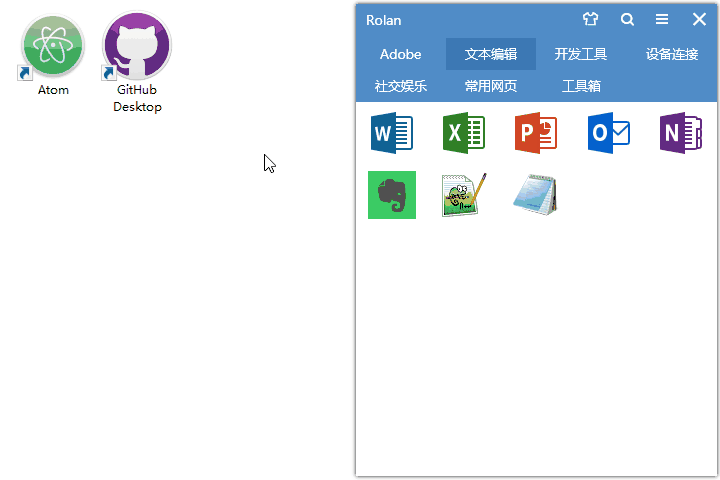 Atom
GitHub
Desktop
Rolan
Adobe
文本编辑
开发工具
设备连接
社交娱乐
常用网页
工具箱
W
X
P
O
N